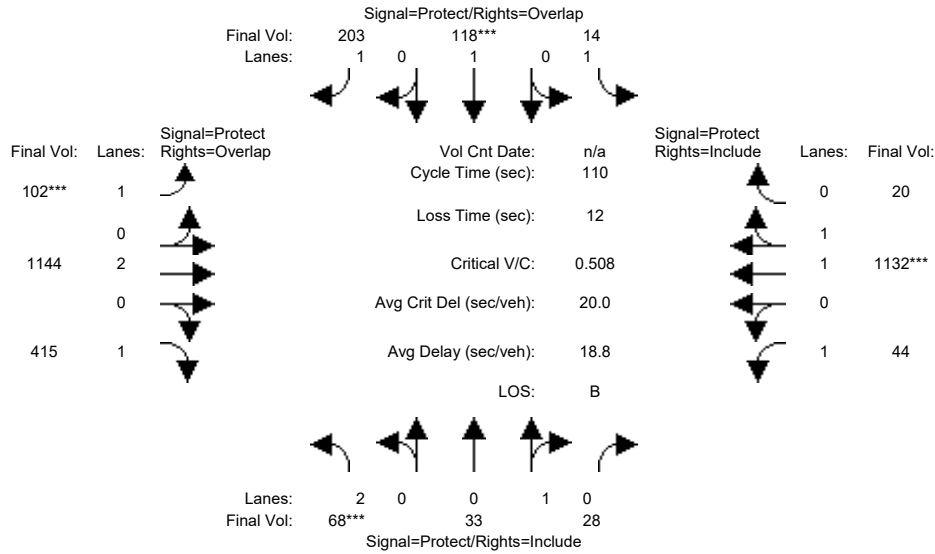 Signal=Protect/Rights=Overlap
Final Vol: 203 118*** 14
Lanes: 1 0 1 0 1
Signal=Protect Signal=Protect
Final Vol: Lanes: Rights=Overlap Vol Cnt Date: n/a Rights=Include Lanes: Final Vol:
Cycle Time (sec): 110
102*** 1 0 20
Loss Time (sec): 12
0 1
1144 2 Critical V/C: 0.508 1 1132***
0 Avg Crit Del (sec/veh): 20.0 0
415 1 Avg Delay (sec/veh): 18.8 1 44
LOS: B
Lanes: 2 0 0 1 0
Final Vol: 68*** 33 28
Signal=Protect/Rights=Include